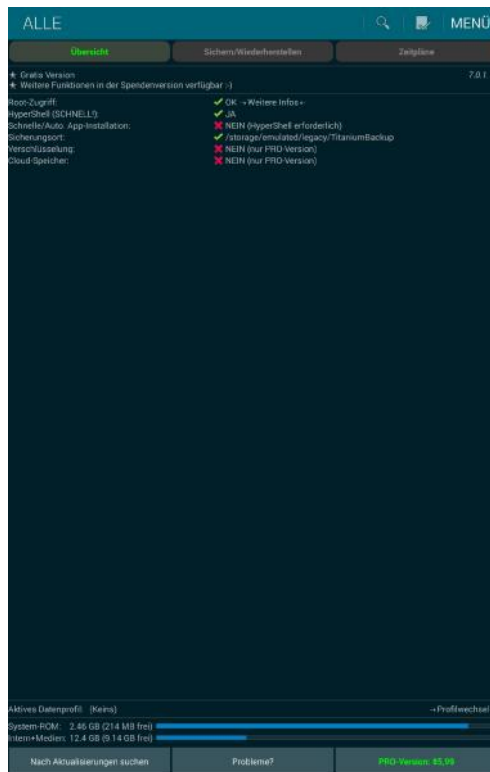 ALLE MENÜ
Übersicht Sichern/Wiederherstellen Zeitpläne
★ Gratis Version 7.0.1
★ Weitere Funktionen in der Spendenversion verfügbar :-)
Root-Zugriff: ✔ OK →Weitere Infos←
HyperShell (SCHNELL!): ✔ JA
Schnelle/Auto. App-Installation: ✘ NEIN (HyperShell erforderlich)
Sicherungsort: ✔ /storage/emulated/legacy/TitaniumBackup
Verschlüsselung: ✘ NEIN (nur PRO-Version)
Cloud-Speicher: ✘ NEIN (nur PRO-Version)
Aktives Datenprofil: (Keins) →Profilwechsel
System-ROM: 2.46 GB (214 MB frei)
Intern+Medien: 12.4 GB (9.14 GB frei)
Nach Aktualisierungen suchen Probleme? PRO-Version: $5,99